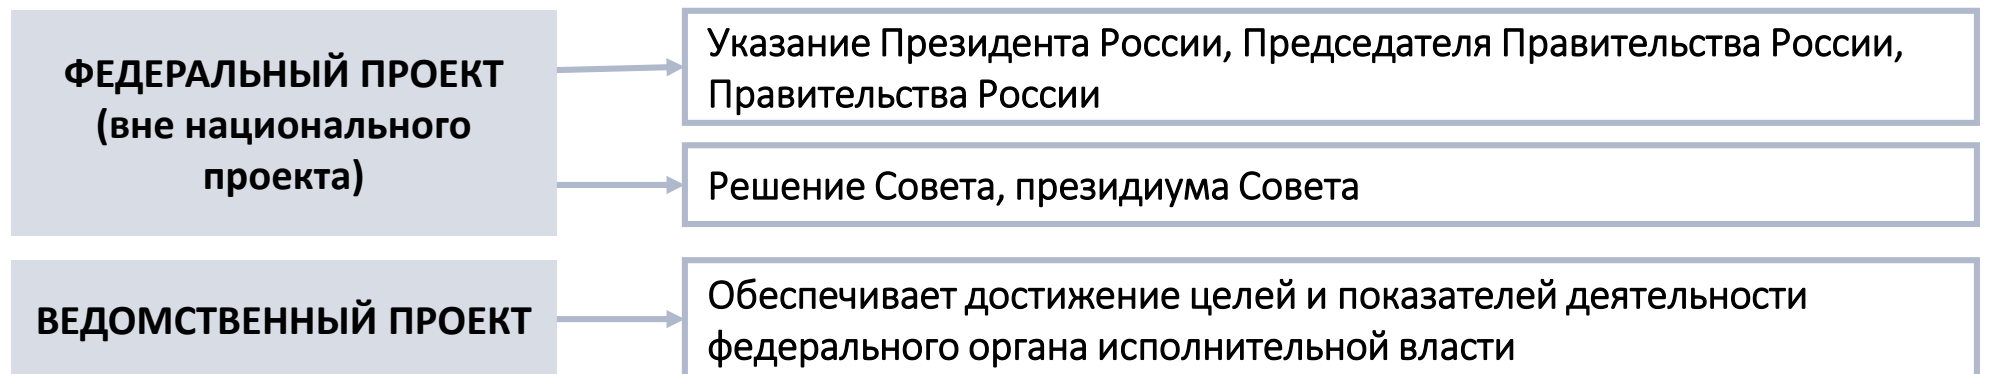 ФЕДЕРАЛЬНЫЙ ПРОЕКТ
(вне национального
проекта)
Указание Президента России, Председателя Правительства России,
Правительства России
Решение Совета, президиума Совета
ВЕДОМСТВЕННЫЙ ПРОЕКТ
Обеспечивает достижение целей и показателей деятельности
федерального органа исполнительной власти